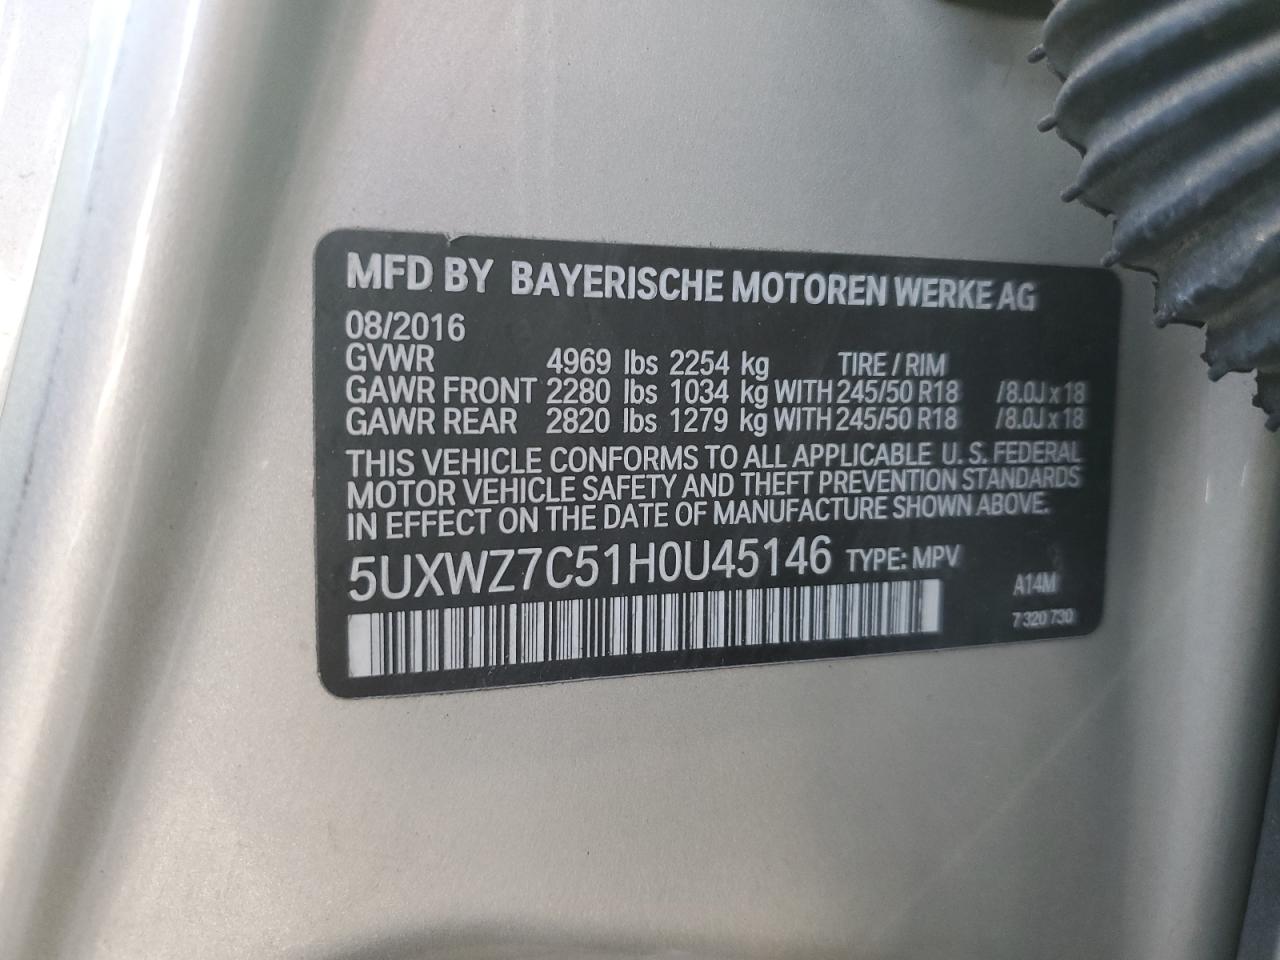 MFD BY BAYERISCHE MOTOREN WERKE AG
08/2016
GVWR 4969 lbs 2254 kg TIRE / RIM
GAWR FRONT 2280 lbs 1034 kg WITH 245/50 R18 /8.0J x 18
GAWR REAR 2820 lbs 1279 kg WITH 245/50 R18 /8.0J x 18
THIS VEHICLE CONFORMS TO ALL APPLICABLE U. S. FEDERAL
MOTOR VEHICLE SAFETY AND THEFT PREVENTION STANDARDS
IN EFFECT ON THE DATE OF MANUFACTURE SHOWN ABOVE.
5UXWZ7C51H0U45146 TYPE: MPV
A14M
7 320 730